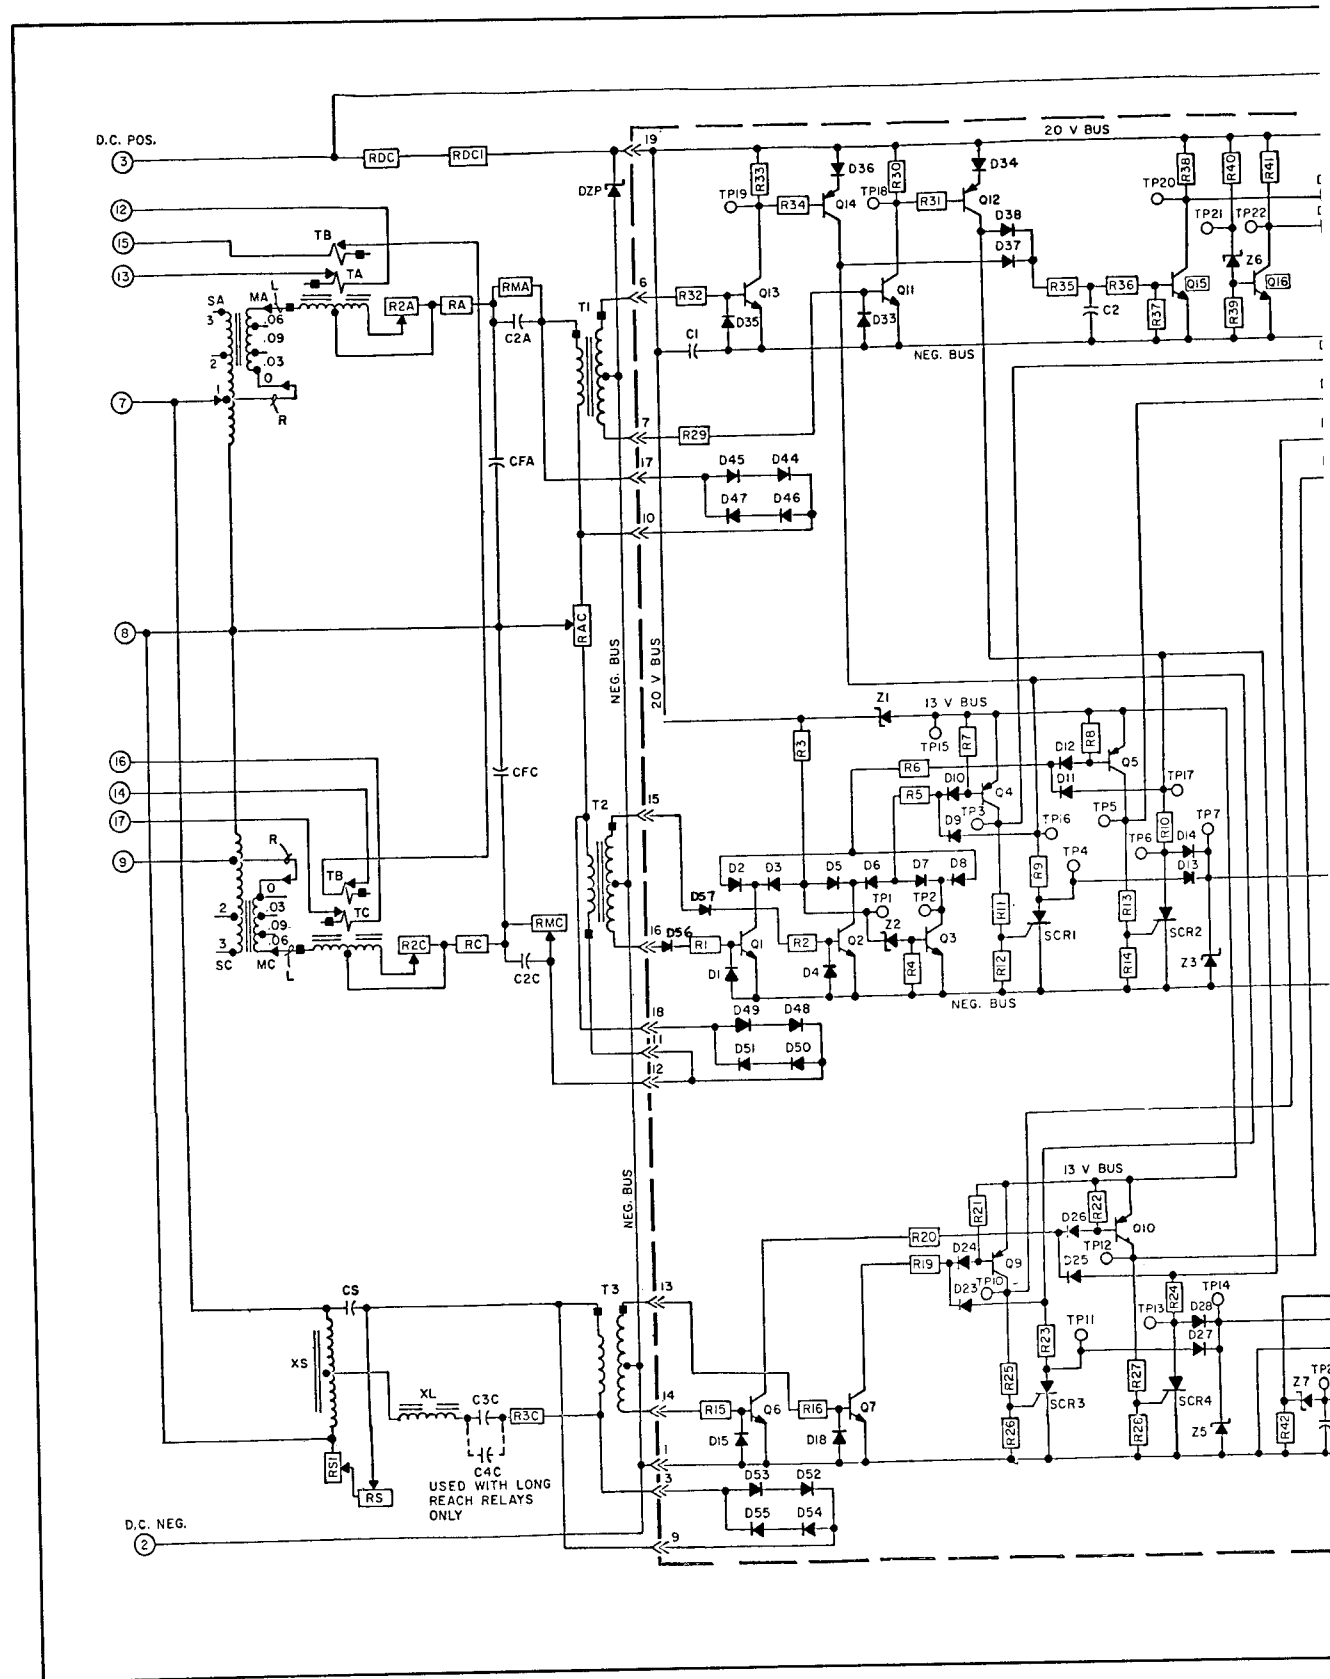 D.C. POS.
3
RDC
RDC1
19
20 V BUS
DZP
R33
D36
R30
D34
R38
R40
R41
TP19
R34
Q14
TP18
R31
Q12
TP20
12
D38
TP21
TP22
15
TB
D37
Z6
13
TA
6
R32
Q13
Q11
R35
R36
Q15
Q16
SA
MA
L
RMA
T1
3
.06
R2A
RA
D35
D33
C2
R37
R39
.09
C2A
C1
NEG. BUS
2
.03
O
7
1
R
7
R29
17
D45
D44
CFA
D47
D46
10
8
RAC
NEG. BUS
20 V BUS
Z1
13 V BUS
R3
TP15
R7
R8
D12
Q5
16
R6
D11
CFC
D10
Q4
TP17
14
R5
T2
15
TP3
TP5
R10
17
D9
TP16
TP6
D14
TP7
9
R
TP4
D13
O
TB
D2
D3
D5
D6
D7
D8
R9
2
.03
TC
D57
TP1
TP2
R11
R13
.09
RMC
Z2
3
.06
R2C
RC
16
D56
R1
Q1
R2
Q2
Q3
SCR1
SCR2
SC
MC
L
C2C
D1
D4
R4
R12
R14
Z3
NEG. BUS
18
D49
D48
11
D51
D50
12
NEG. BUS
13 V BUS
R21
R22
D26
Q10
R20
D24
TP12
R19
Q9
D25
CS
T3
13
D23
TP10
R24
TP14
TP13
D28
TP11
D27
XS
R23
XL
R25
R27
Z7
C3C
R3C
14
R15
Q6
R16
Q7
SCR3
SCR4
D15
D18
R26
Z5
R42
C4C
1
RS1
USED WITH LONG
REACH RELAYS
ONLY
3
D53
D52
RS
D55
D54
D.C. NEG.
2
9